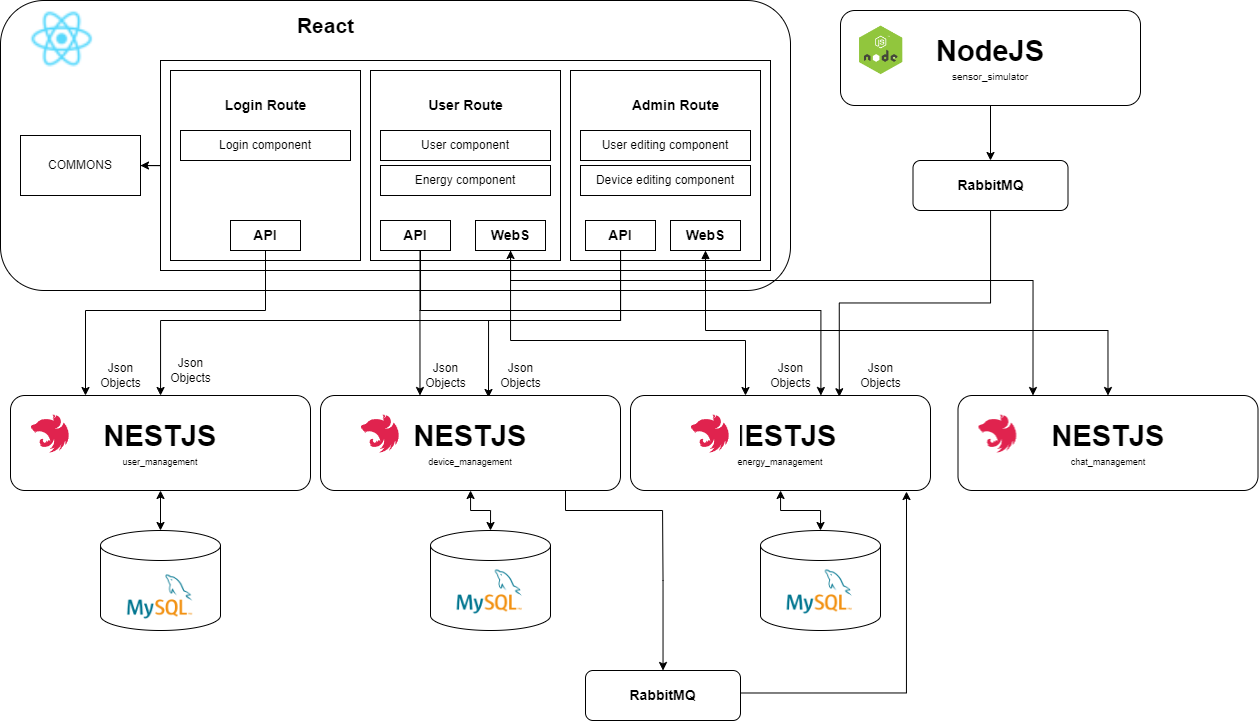 React
NodeJS
sensor_simulator
JS
node
Login Route
User Route
Admin Route
Login component
User component
User editing component
COMMONS
Energy component
Device editing component
RabbitMQ
API
API
WebS
API
WebS
Json
Objects
Json
Objects
Json
Objects
Json
Objects
Json
Objects
Json
Objects
NESTJS
user_management
NESTJS
device_management
IESTJS
energy_management
NESTJS
chat_management
MySQL
MySQL
MySQL
RabbitMQ